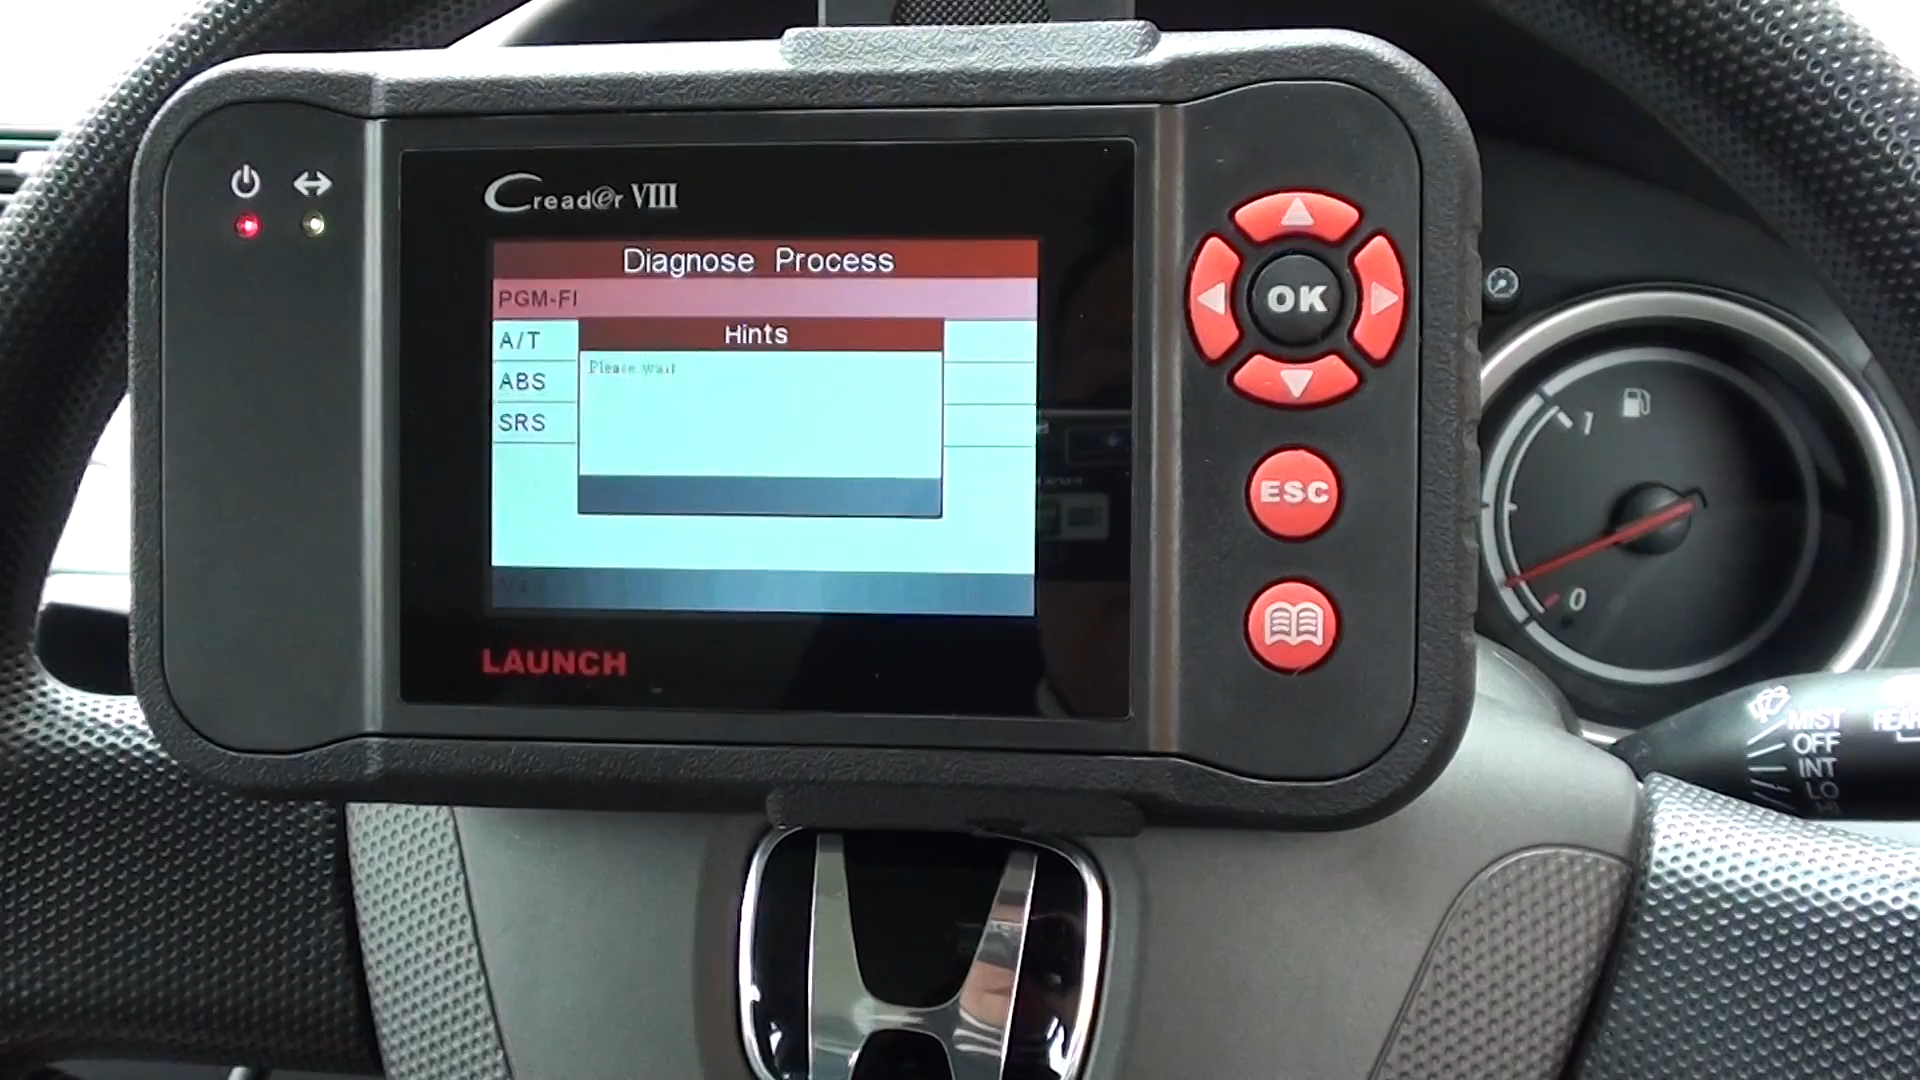 Creader VIII
Diagnose Process
PGM-FI
A/T
Hints
Please wait
ABS
SRS
LAUNCH
OK
ESC
1
0
MIST
OFF
INT
LO